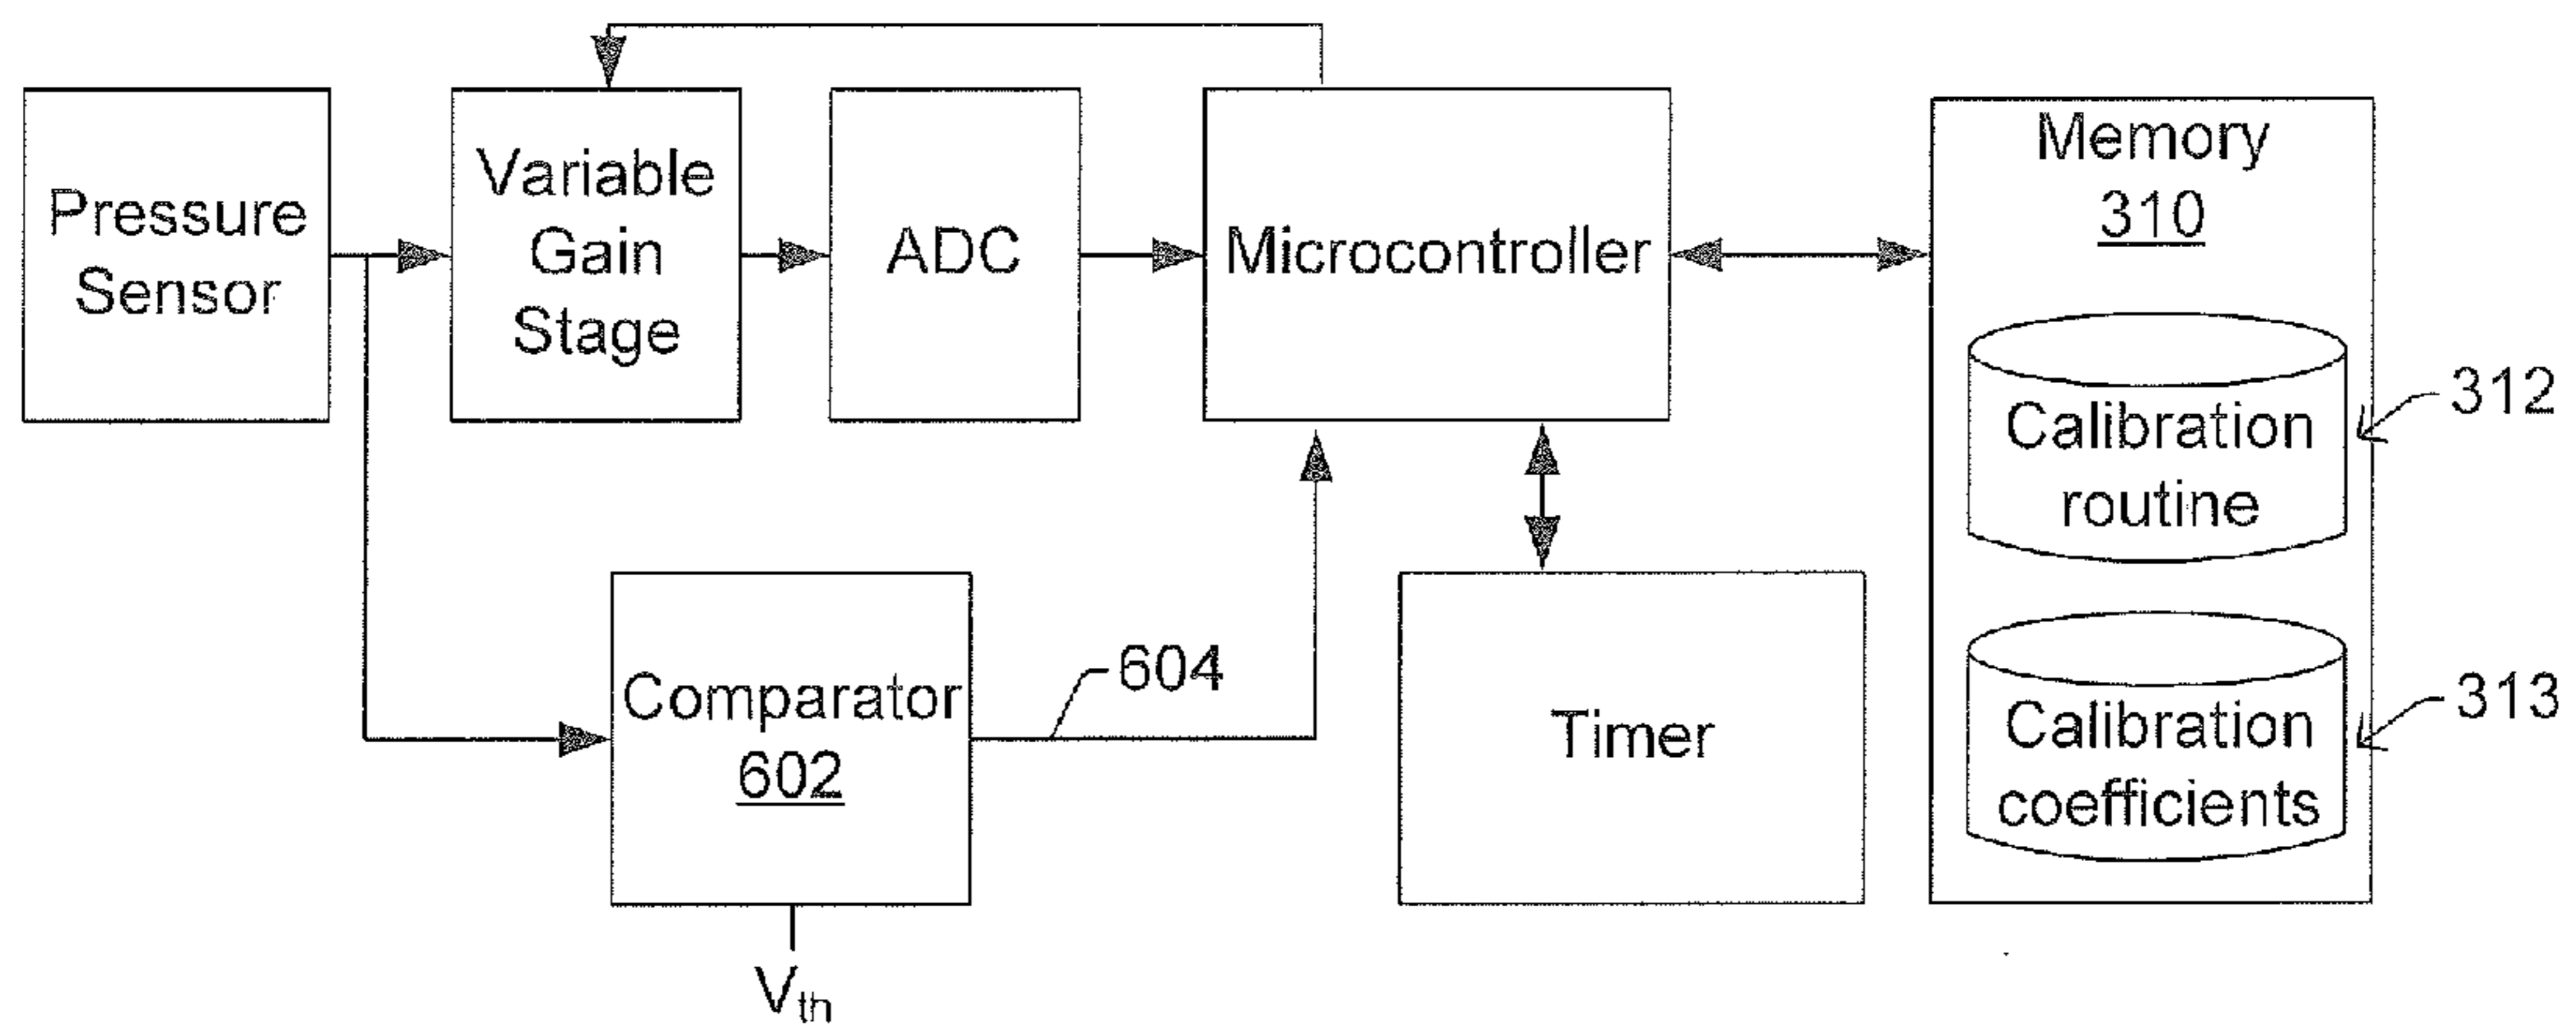 Pressure
Sensor
Variable
Gain
Stage
ADC
Microcontroller
Memory
310
Calibration
routine
312
Calibration
coefficients
313
Comparator
602
604
Timer
Vth